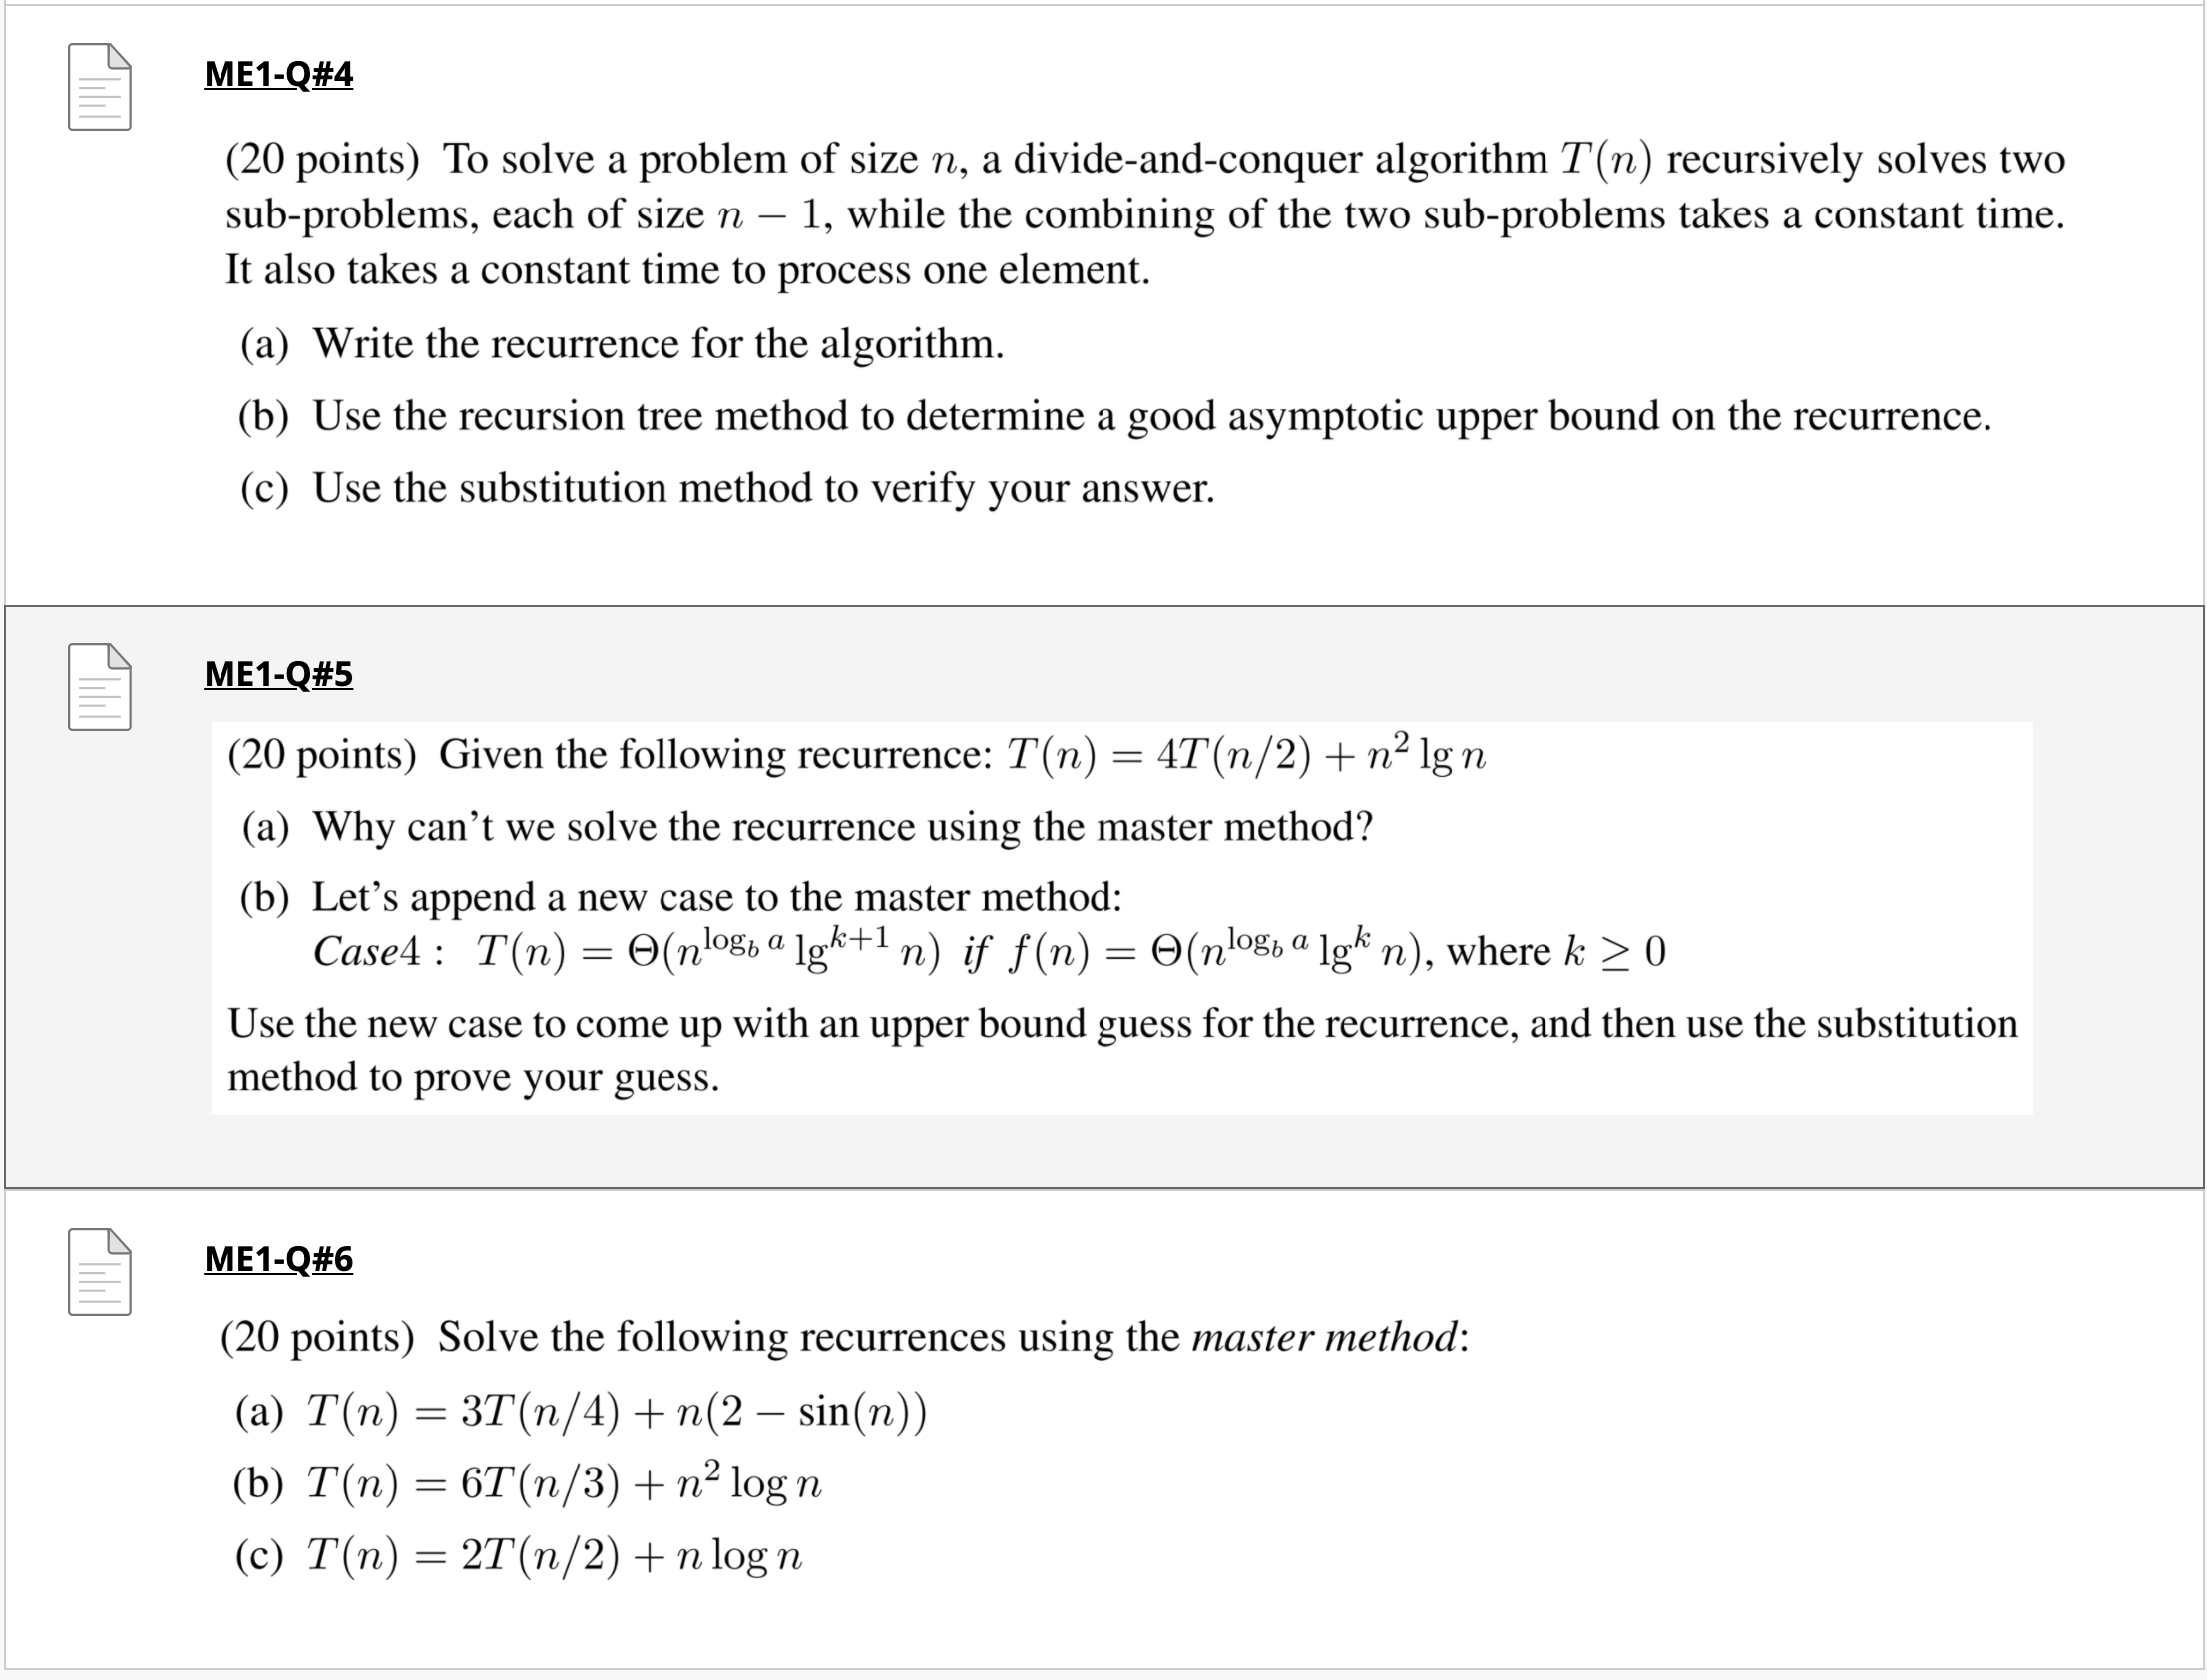 ME1-Q#4
(20 points) To solve a problem of size n, a divide-and-conquer algorithm T(n) recursively solves two
sub-problems, each of size n − 1, while the combining of the two sub-problems takes a constant time.
It also takes a constant time to process one element.
(a) Write the recurrence for the algorithm.
(b) Use the recursion tree method to determine a good asymptotic upper bound on the recurrence.
(c) Use the substitution method to verify your answer.
ME1-Q#5
(20 points) Given the following recurrence: T(n) = 4T(n/2) + n² lg n
(a) Why can't we solve the recurrence using the master method?
(b) Let's append a new case to the master method:
Case4 : T(n) = Θ(n^{log_b a} lg^{k+1} n) if f(n) = Θ(n^{log_b a} lg^k n), where k ≥ 0
Use the new case to come up with an upper bound guess for the recurrence, and then use the substitution
method to prove your guess.
ME1-Q#6
(20 points) Solve the following recurrences using the master method:
(a) T(n) = 3T(n/4) + n(2 − sin(n))
(b) T(n) = 6T(n/3) + n² log n
(c) T(n) = 2T(n/2) + n log n